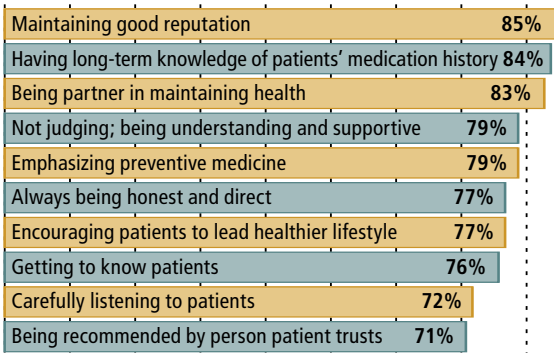 Maintaining good reputation 85%
Having long-term knowledge of patients’ medication history 84%
Being partner in maintaining health 83%
Not judging; being understanding and supportive 79%
Emphasizing preventive medicine 79%
Always being honest and direct 77%
Encouraging patients to lead healthier lifestyle 77%
Getting to know patients 76%
Carefully listening to patients 72%
Being recommended by person patient trusts 71%